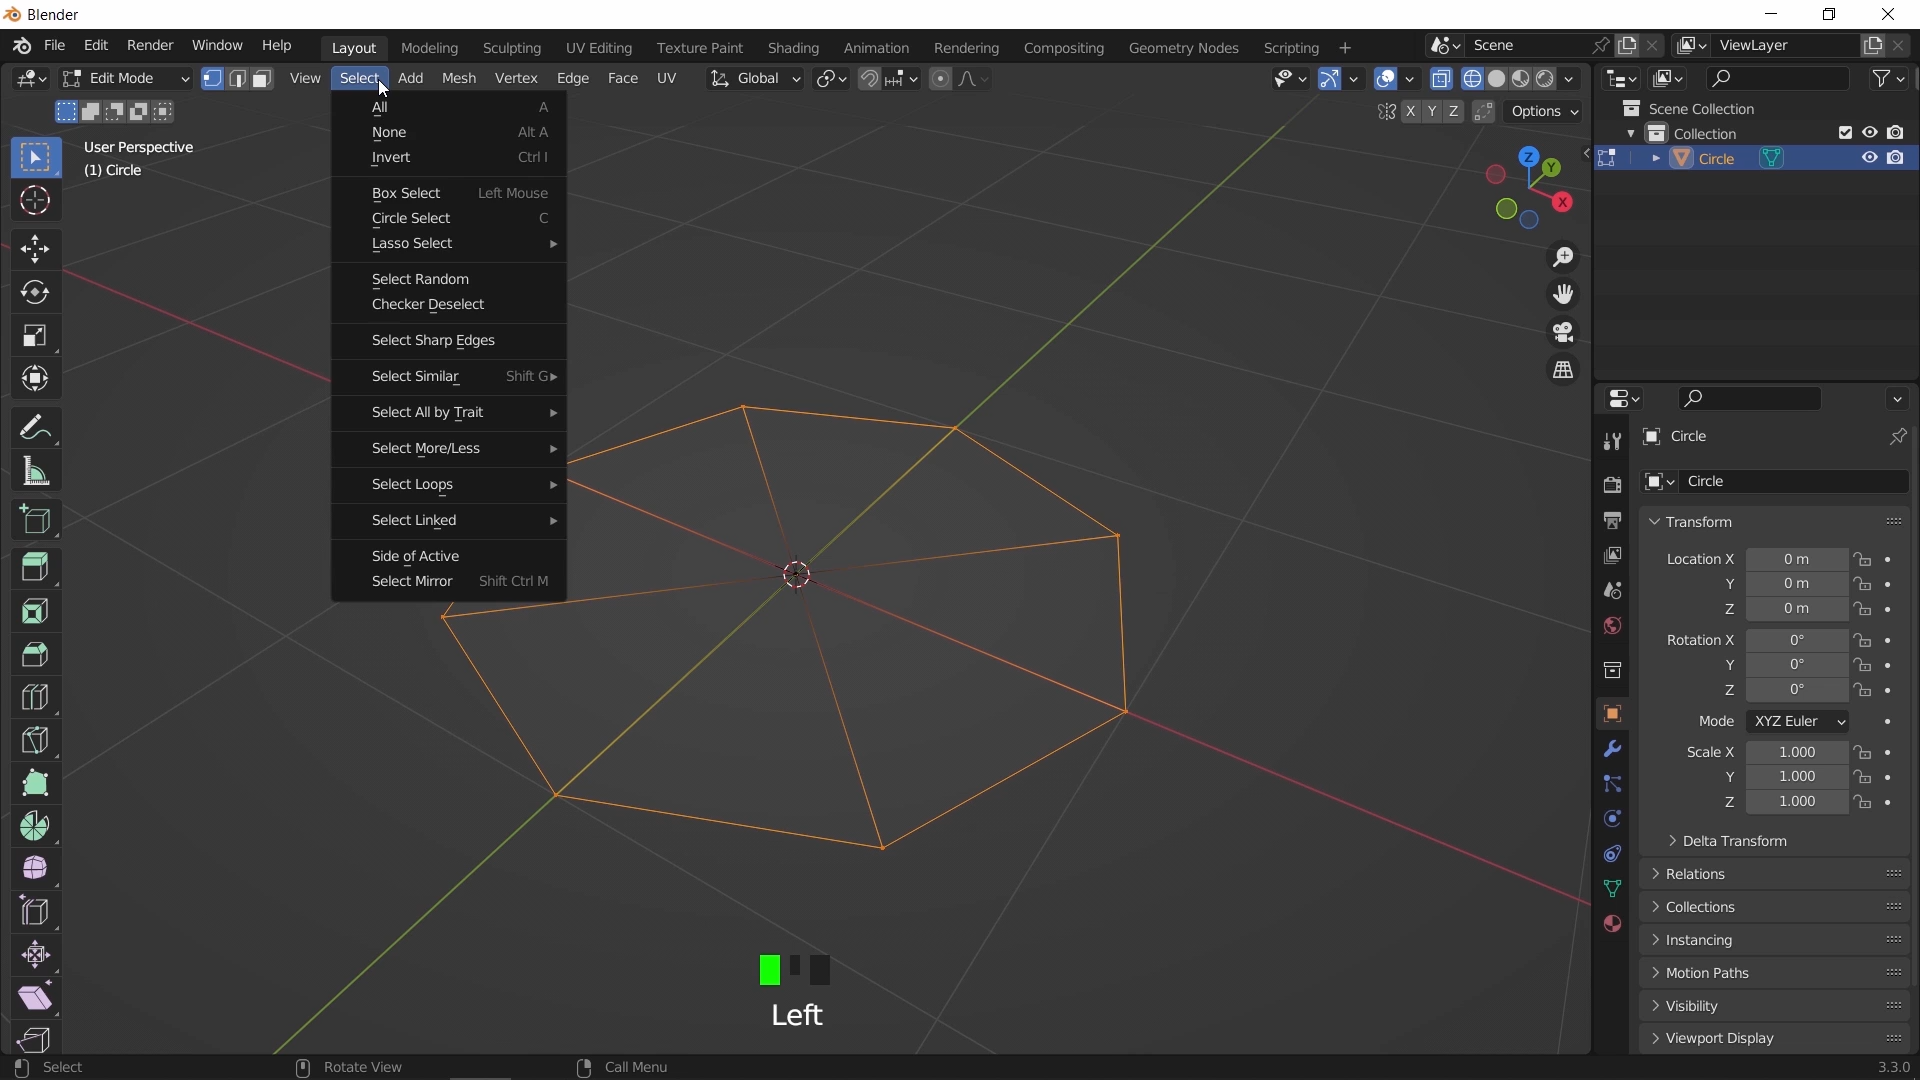 Blender
File Edit Render Window Help Layout Modeling Sculpting UV Editing Texture Paint Shading Animation Rendering Compositing Geometry Nodes Scripting + Scene ViewLayer
Edit Mode View Select Add Mesh Vertex Edge Face UV Global
X Y Z Options
User Perspective
(1) Circle
All A
None Alt A
Invert Ctrl I
Box Select Left Mouse
Circle Select C
Lasso Select
Select Random
Checker Deselect
Select Sharp Edges
Select Similar Shift G
Select All by Trait
Select More/Less
Select Loops
Select Linked
Side of Active
Select Mirror Shift Ctrl M
Z
Y
X
Left
Scene Collection
Collection
Circle
Circle
Circle
Transform
Location X 0 m
Y 0 m
Z 0 m
Rotation X 0°
Y 0°
Z 0°
Mode XYZ Euler
Scale X 1.000
Y 1.000
Z 1.000
Delta Transform
Relations
Collections
Instancing
Motion Paths
Visibility
Viewport Display
Select Rotate View Call Menu 3.3.0